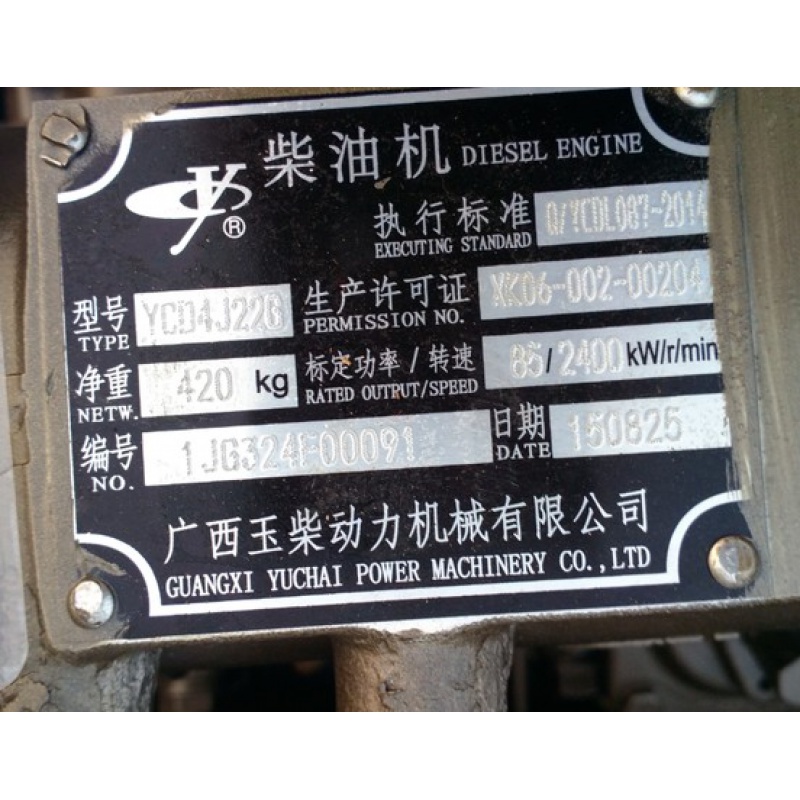 柴油机 DIESEL ENGINE
®
执行标准 Q/YCDL087-2014
EXECUTING STANDARD
型号 YCD4J22G 生产许可证 XK06-002-00204
TYPE PERMISSION NO.
净重 420 kg 标定功率/转速 85/2400 kW/r/min
NETW. RATED OUTPUT/SPEED
编号 日期 150825
NO. DATE
广西玉柴动力机械有限公司
GUANGXI YUCHAI POWER MACHINERY CO.,LTD